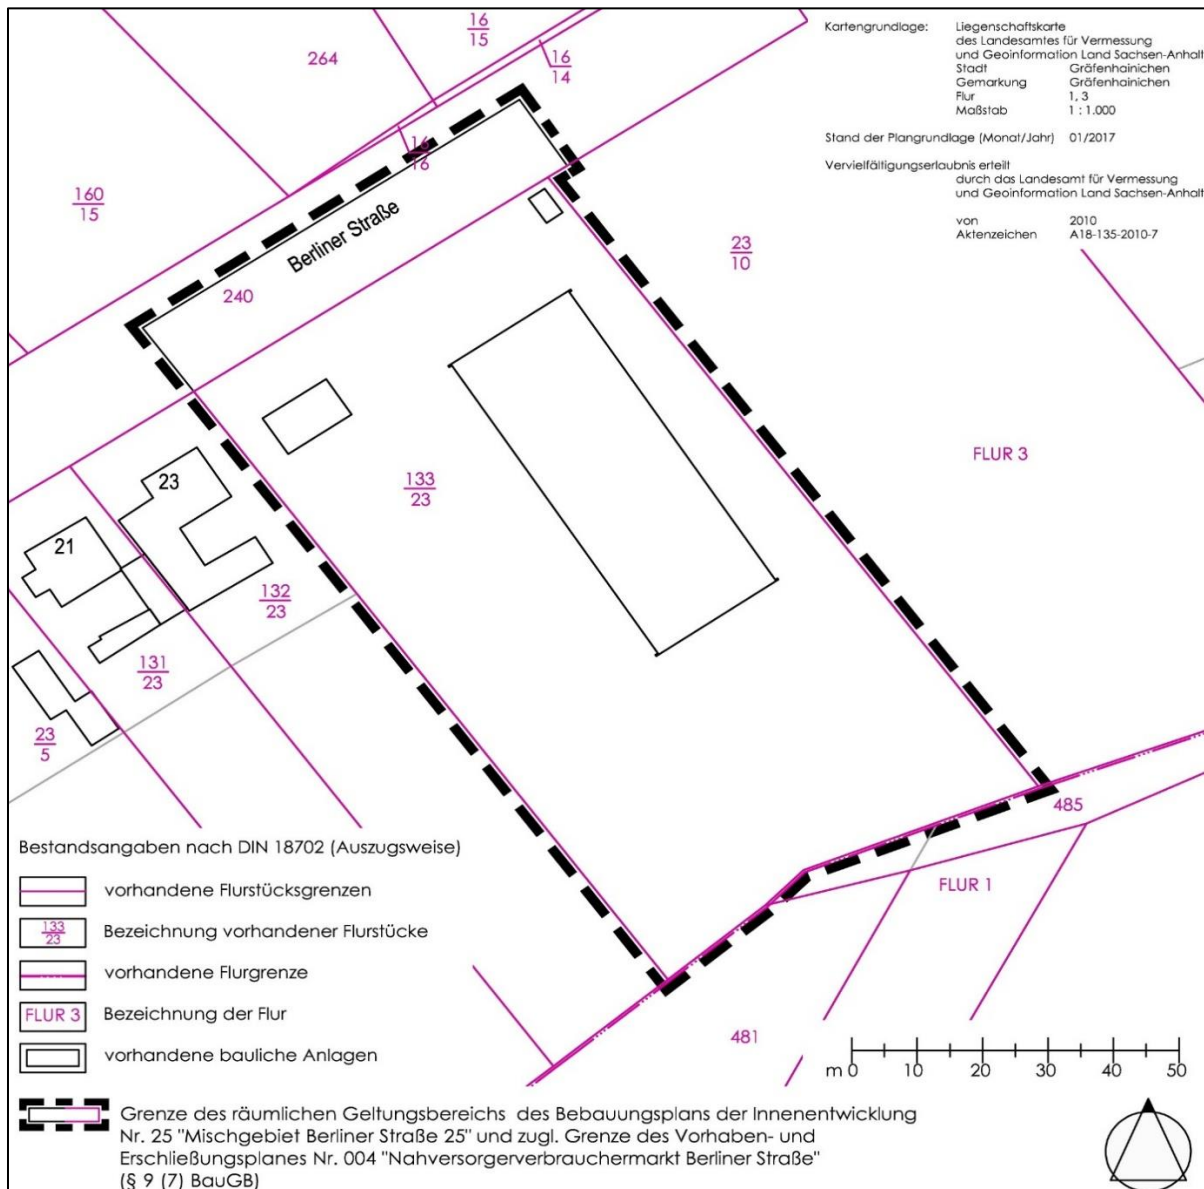 Kartengrundlage: Liegenschaftskarte
des Landesamtes für Vermessung
und Geoinformation Land Sachsen-Anhalt
Stadt Gräfenhainichen
Gemarkung Gräfenhainichen
Flur 1, 3
Maßstab 1 : 1.000
Stand der Plangrundlage (Monat/Jahr) 01/2017
Vervielfältigungserlaubnis erteilt
durch das Landesamt für Vermessung
und Geoinformation Land Sachsen-Anhalt
von 2010
Aktenzeichen A18-135-2010-7
16
15
264
16
14
16
16
160
15
Berliner Straße
240
23
10
FLUR 3
133
23
23
21
132
23
131
23
23
5
485
FLUR 1
481
Bestandsangaben nach DIN 18702 (Auszugsweise)
vorhandene Flurstücksgrenzen
133
23
Bezeichnung vorhandener Flurstücke
vorhandene Flurgrenze
FLUR 3 Bezeichnung der Flur
vorhandene bauliche Anlagen
m 0 10 20 30 40 50
Grenze des räumlichen Geltungsbereichs des Bebauungsplans der Innenentwicklung
Nr. 25 "Mischgebiet Berliner Straße 25" und zugl. Grenze des Vorhaben- und
Erschließungsplanes Nr. 004 "Nahversorgerverbrauchermarkt Berliner Straße"
(§ 9 (7) BauGB)